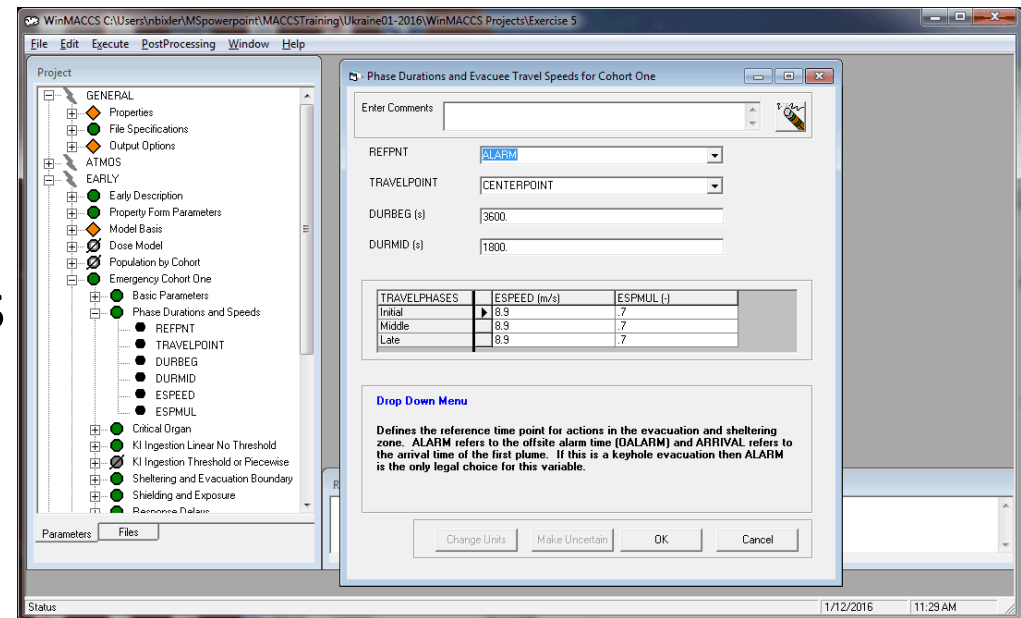 WinMACCS C:\Users\nbixler\MSpowerpoint\MACCSTraining\Ukraine01-2016\WinMACCS Projects\Exercise 5
File Edit Execute PostProcessing Window Help
Project
GENERAL
Properties
File Specifications
Output Options
ATMOS
EARLY
Early Description
Property Form Parameters
Model Basis
Dose Model
Population by Cohort
Emergency Cohort One
Basic Parameters
Phase Durations and Speeds
REFPNT
TRAVELPOINT
DURBEG
DURMID
ESPEED
ESPMUL
Critical Organ
KI Ingestion Linear No Threshold
KI Ingestion Threshold or Piecewise
Sheltering and Evacuation Boundary
Shielding and Exposure
Response Delays
Parameters Files
Phase Durations and Evacuee Travel Speeds for Cohort One
Enter Comments
REFPNT ALARM
TRAVELPOINT CENTERPOINT
DURBEG (s) 3600.
DURMID (s) 1800.
TRAVELPHASES ESPEED (m/s) ESPMUL (-)
Initial 8.9 .7
Middle 8.9 .7
Late 8.9 .7
Drop Down Menu
Defines the reference time point for actions in the evacuation and sheltering
zone. ALARM refers to the offsite alarm time (OALARM) and ARRIVAL refers to
the arrival time of the first plume. If this is a keyhole evacuation then ALARM
is the only legal choice for this variable.
Change Units Make Uncertain OK Cancel
Status 1/12/2016 11:29 AM